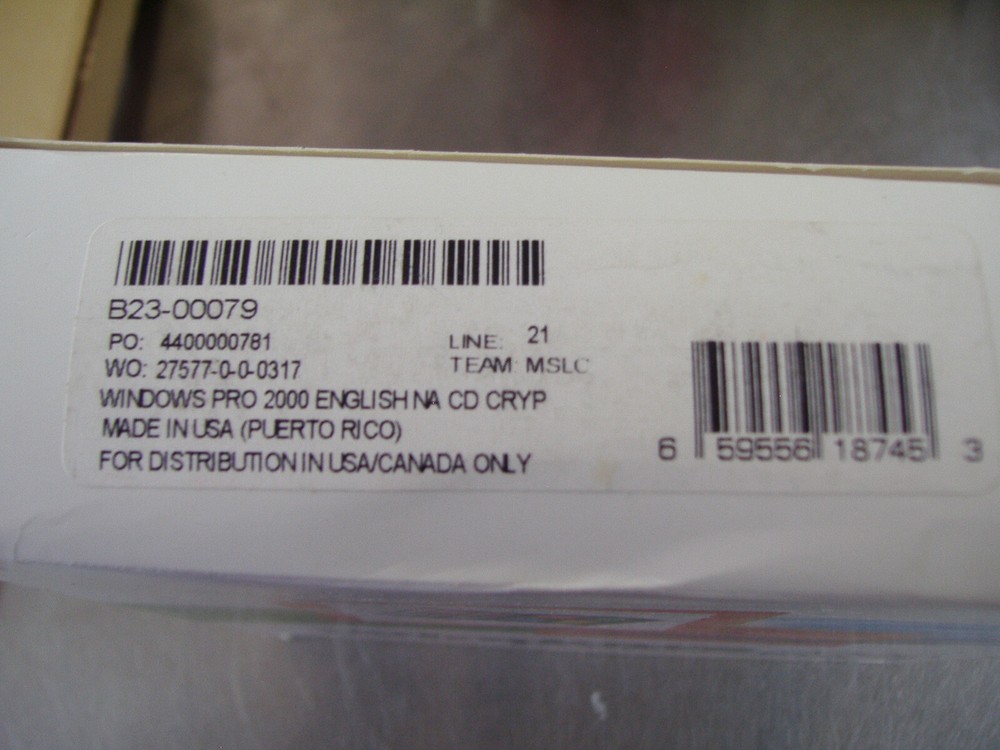 B23-00079
PO: 4400000781 LINE: 21
WO: 27577-0-0-0317 TEAM: MSLC
WINDOWS PRO 2000 ENGLISH NA CD CRYP
MADE IN USA (PUERTO RICO)
FOR DISTRIBUTION IN USA/CANADA ONLY
6 59556 18745 3